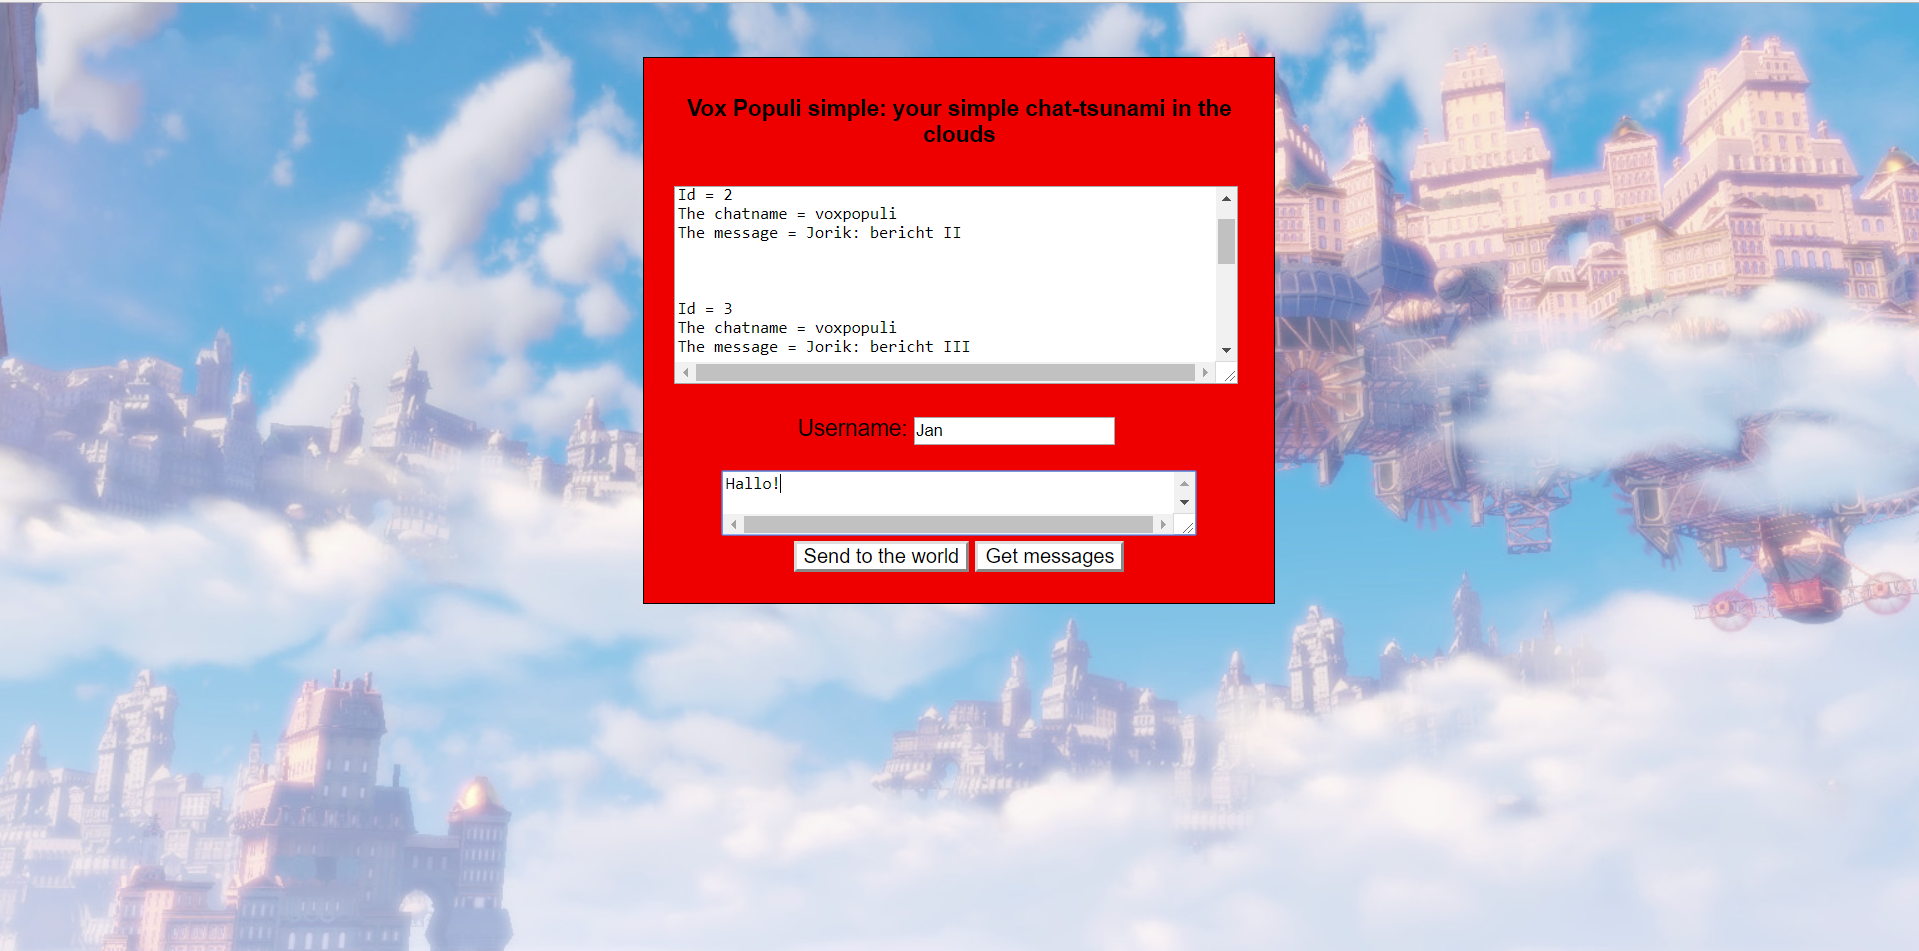 Vox Populi simple: your simple chat-tsunami in the
clouds
Id = 2
The chatname = voxpopuli
The message = Jorik: bericht II
Id = 3
The chatname = voxpopuli
The message = Jorik: bericht III
Username: Jan
Hallo!
Send to the world Get messages